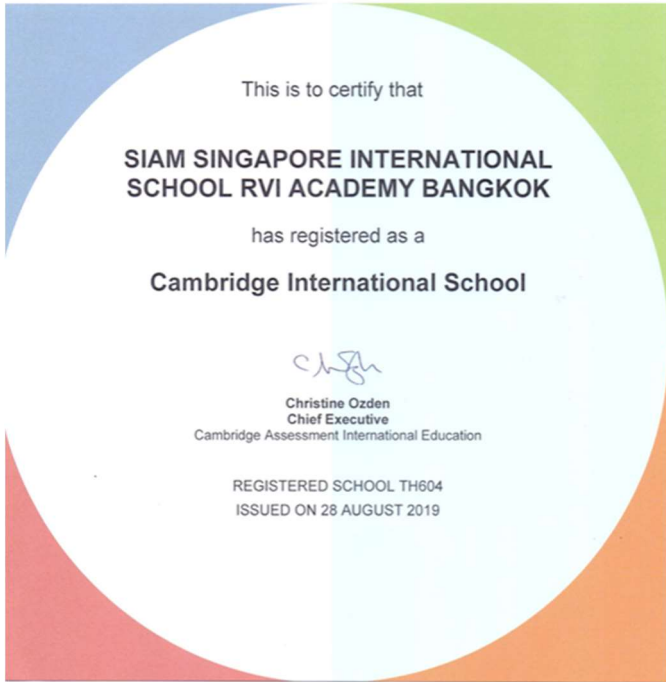 This is to certify that
SIAM SINGAPORE INTERNATIONAL
SCHOOL RVI ACADEMY BANGKOK
has registered as a
Cambridge International School
Christine Ozden
Chief Executive
Cambridge Assessment International Education
REGISTERED SCHOOL TH604
ISSUED ON 28 AUGUST 2019